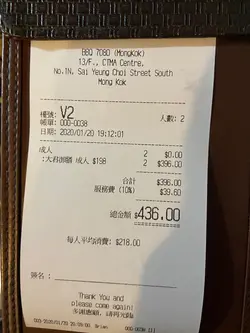 BBQ 7080 (MongKok)
13/F., CTMA Centre,
No.1N, Sai Yeung Choi Street South
Mong Kok
檯號: V2 人數: 2
帳單: 000-0038
日期: 2020/01/20 19:12:01
成人 2 $0.00
:大君御膳 成人 $198 2 $396.00
合計 $396.00
服務費 (10%) $39.60
總金額 $436.00
每人平均消費: $218.00
簽名:
Thank You and
please come again!
多謝惠顧，請再光臨